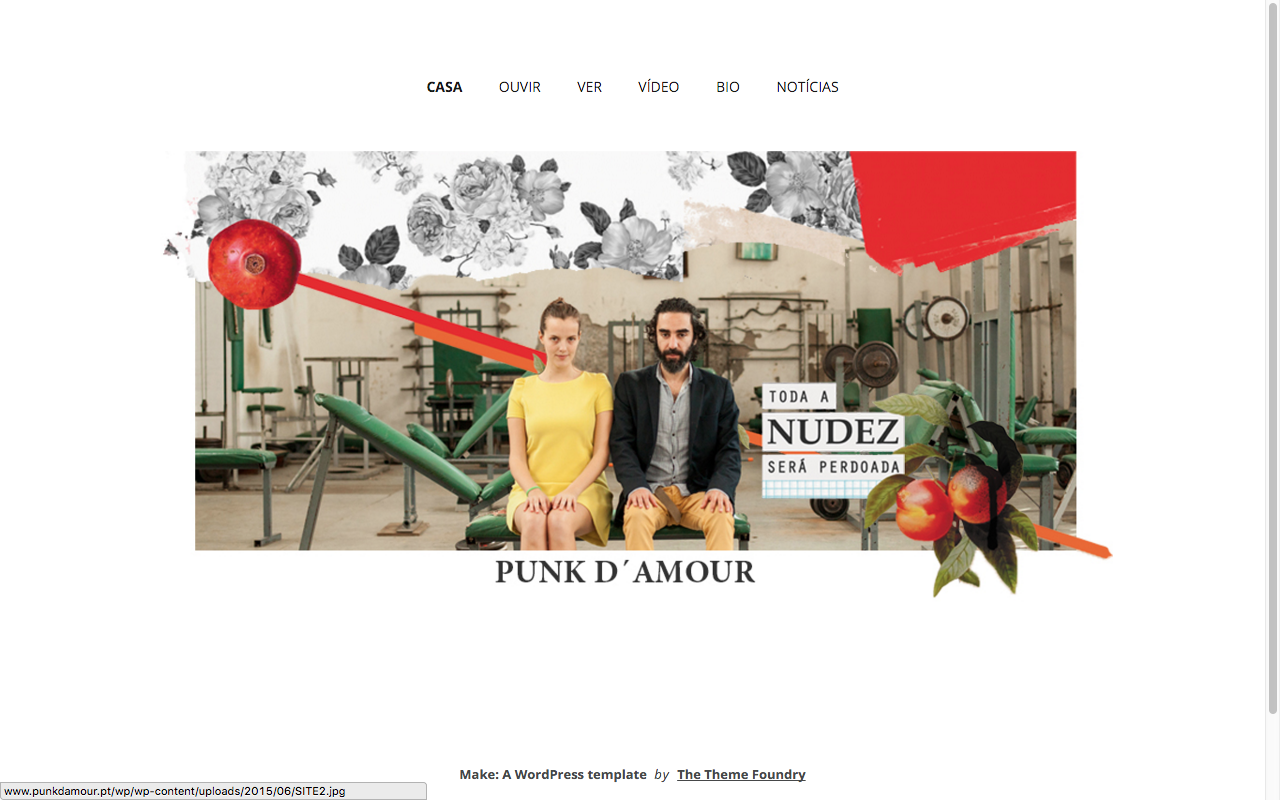 CASA OUVIR VER VÍDEO BIO NOTÍCIAS
TODA A
NUDEZ
SERÁ PERDOADA
PUNK D´AMOUR
Make: A WordPress template by The Theme Foundry
www.punkdamour.pt/wp/wp-content/uploads/2015/06/SITE2.jpg